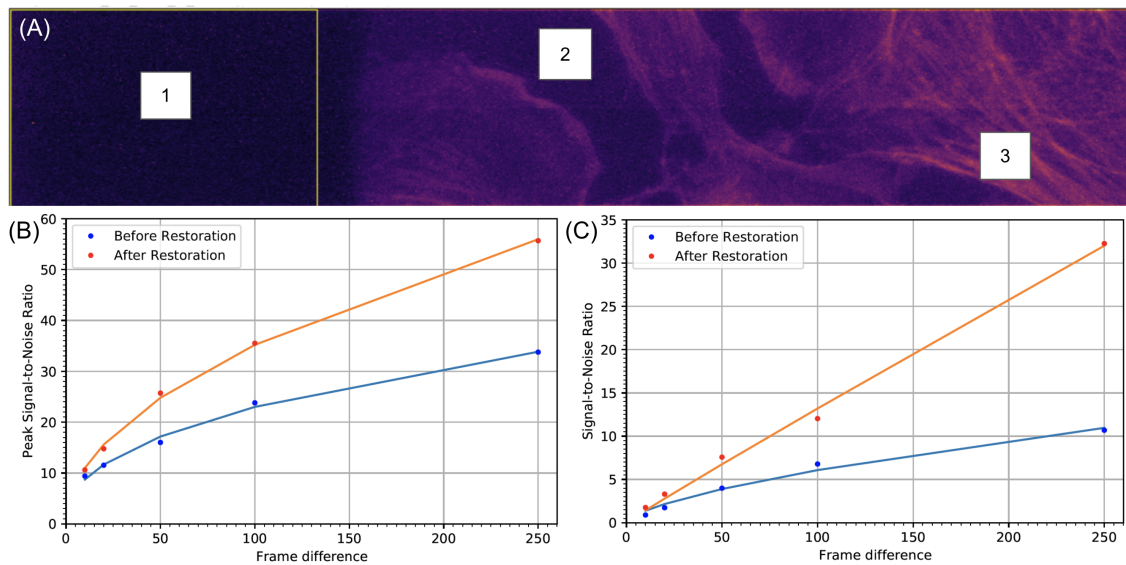 (A)
1
2
3
(B)
Before Restoration
After Restoration
Peak Signal-to-Noise Ratio
60
50
40
30
20
10
0
0 50 100 150 200 250
Frame difference
(C)
Before Restoration
After Restoration
Signal-to-Noise Ratio
35
30
25
20
15
10
5
0
0 50 100 150 200 250
Frame difference